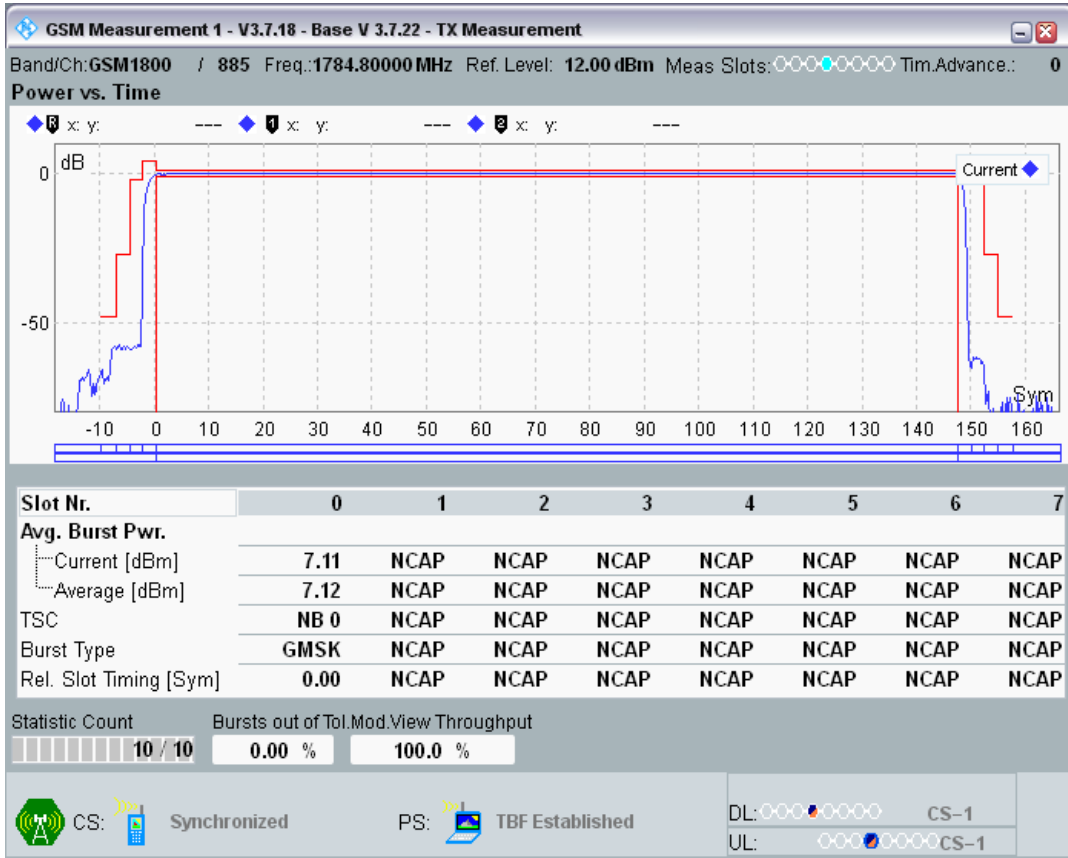 GSM Measurement 1 - V3.7.18 - Base V 3.7.22 - TX Measurement
Band/Ch:GSM1800 / 885 Freq.:1784.80000 MHz Ref. Level: 12.00 dBm Meas Slots: Tim.Advance.: 0
Power vs. Time
R x: y: --- 1 x: y: --- 2 x: y: ---
dB
0
Current
-50
Sym
-10 0 10 20 30 40 50 60 70 80 90 100 110 120 130 140 150 160
Slot Nr. 0 1 2 3 4 5 6 7
Avg. Burst Pwr.
Current [dBm] 7.11 NCAP NCAP NCAP NCAP NCAP NCAP NCAP
Average [dBm] 7.12 NCAP NCAP NCAP NCAP NCAP NCAP NCAP
TSC NB 0 NCAP NCAP NCAP NCAP NCAP NCAP NCAP
Burst Type GMSK NCAP NCAP NCAP NCAP NCAP NCAP NCAP
Rel. Slot Timing [Sym] 0.00 NCAP NCAP NCAP NCAP NCAP NCAP NCAP
Statistic Count Bursts out of Tol.Mod.View Throughput
10 / 10 0.00 % 100.0 %
CS: Synchronized PS: TBF Established DL: CS-1
UL: CS-1